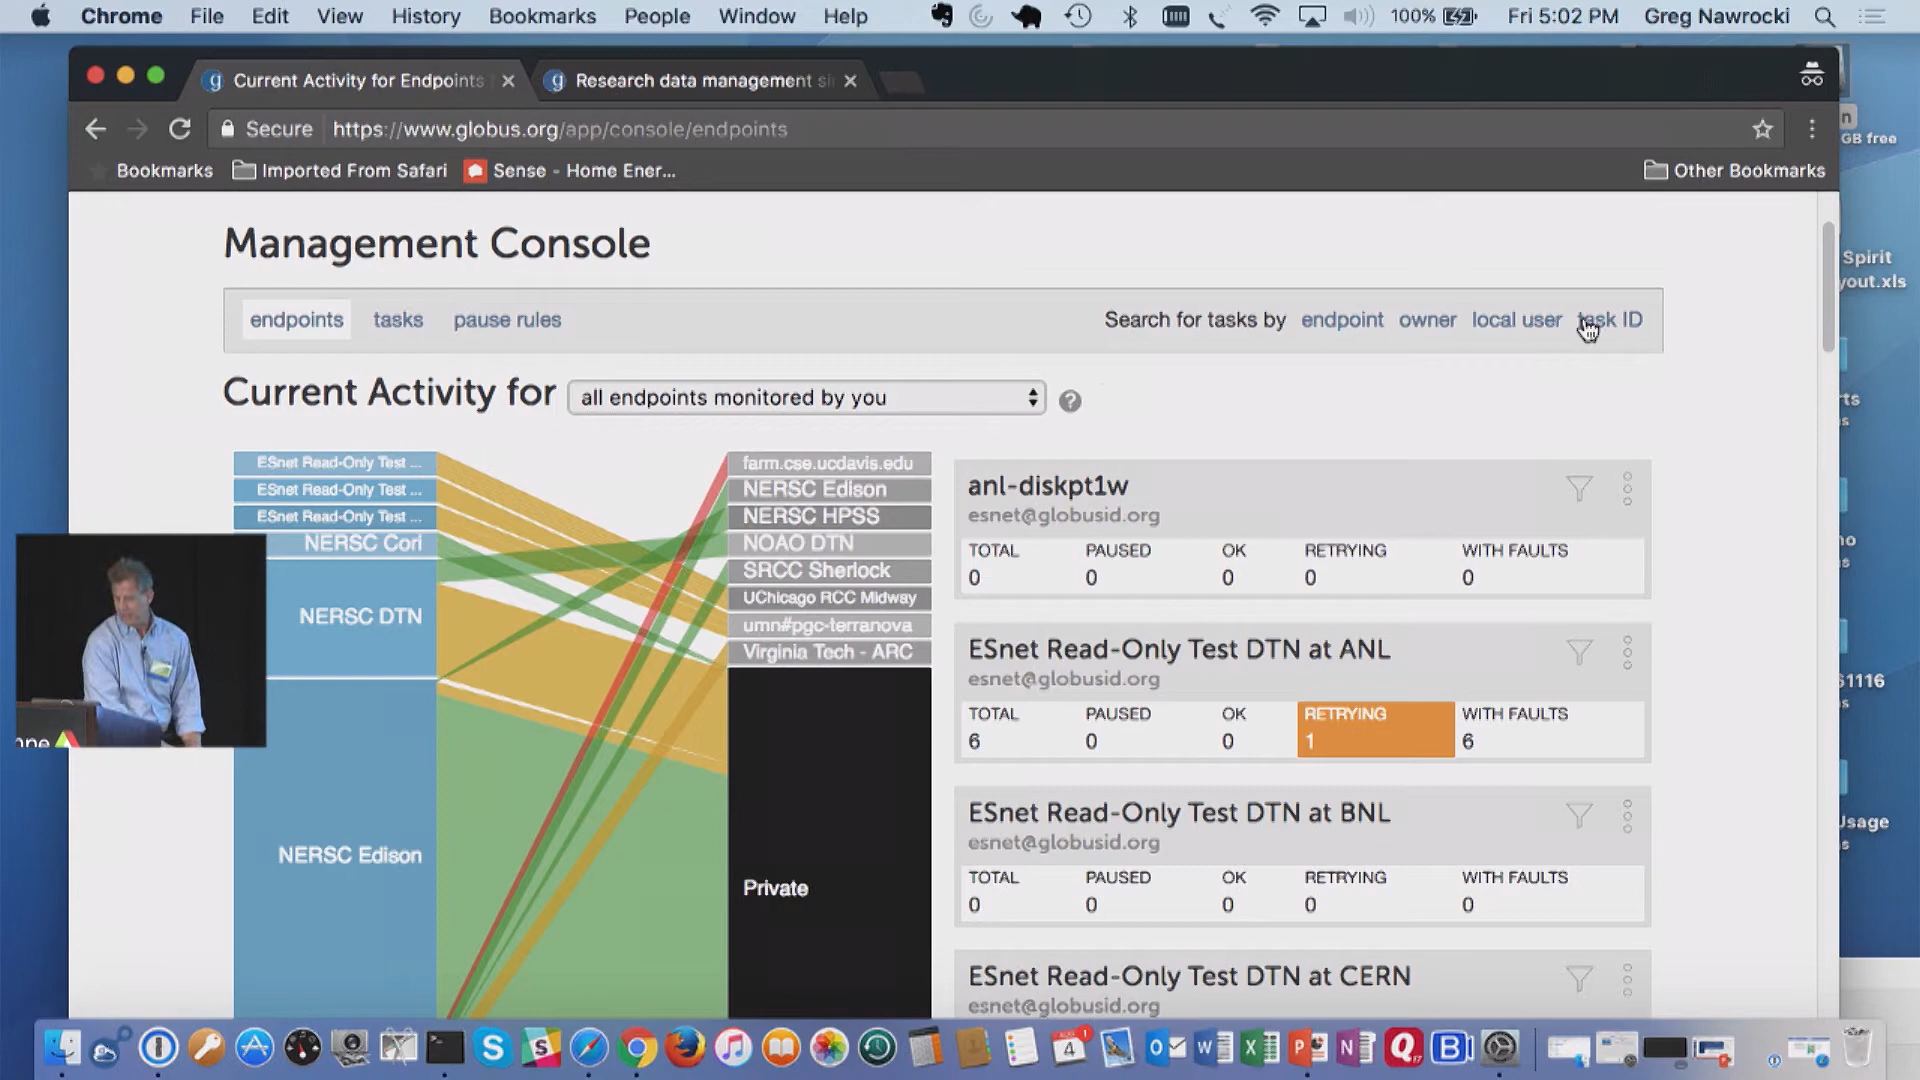 Chrome File Edit View History Bookmarks People Window Help 100% Fri 5:02 PM Greg Nawrocki
Current Activity for Endpoints
Research data management si
Secure https://www.globus.org/app/console/endpoints
GB free
Bookmarks Imported From Safari Sense - Home Ener... Other Bookmarks
Management Console
Spirit
yout.xls
endpoints tasks pause rules Search for tasks by endpoint owner local user task ID
Current Activity for all endpoints monitored by you ?
ESnet Read-Only Test ...
ESnet Read-Only Test ...
ESnet Read-Only Test ...
NERSC Cori
NERSC DTN
NERSC Edison
farm.cse.ucdavis.edu
NERSC Edison
NERSC HPSS
NOAO DTN
SRCC Sherlock
UChicago RCC Midway
umn#pgc-terranova
Virginia Tech - ARC
Private
anl-diskpt1w
esnet@globusid.org
TOTAL PAUSED OK RETRYING WITH FAULTS
0 0 0 0 0
ESnet Read-Only Test DTN at ANL
esnet@globusid.org
TOTAL PAUSED OK RETRYING WITH FAULTS
6 0 0 1 6
ESnet Read-Only Test DTN at BNL
esnet@globusid.org
TOTAL PAUSED OK RETRYING WITH FAULTS
0 0 0 0 0
ESnet Read-Only Test DTN at CERN
esnet@globusid.org
61116
Usage